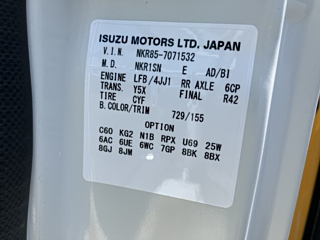 ISUZU MOTORS LTD. JAPAN
V.I.N. NKR85-7071532
M.D. NKR1SN E AD/BI
ENGINE LFB/4JJ1 RR AXLE 6CP
TRANS. Y5X FINAL R42
TIRE CYF
B.COLOR/TRIM 729/155
OPTION
C60 KG2 N1B RPX U69 25W
6AC 6UE 6WC 7GP 8BK 8BX
8GJ 8JM